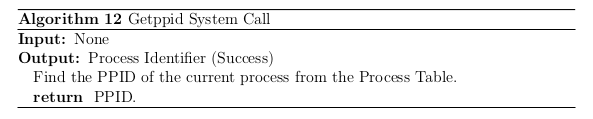 Algorithm 12 Getppid System Call
Input: None
Output: Process Identifier (Success)
Find the PPID of the current process from the Process Table.
return PPID.